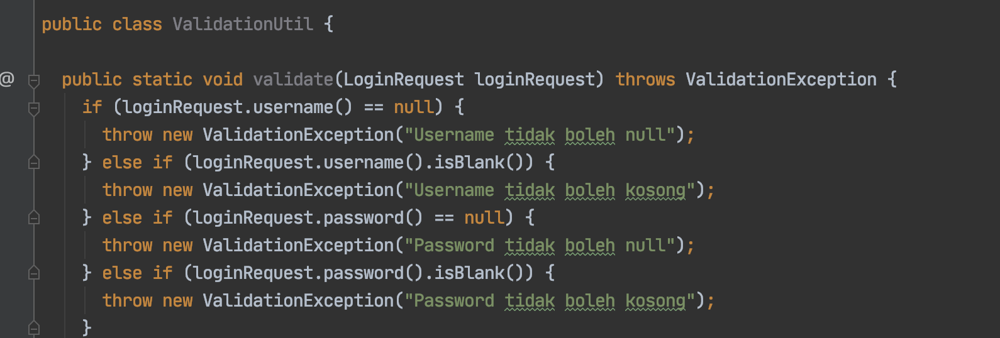 public class ValidationUtil {
@
public static void validate(LoginRequest loginRequest) throws ValidationException {
if (loginRequest.username() == null) {
throw new ValidationException("Username tidak boleh null");
} else if (loginRequest.username().isBlank()) {
throw new ValidationException("Username tidak boleh kosong");
} else if (loginRequest.password() == null) {
throw new ValidationException("Password tidak boleh null");
} else if (loginRequest.password().isBlank()) {
throw new ValidationException("Password tidak boleh kosong");
}